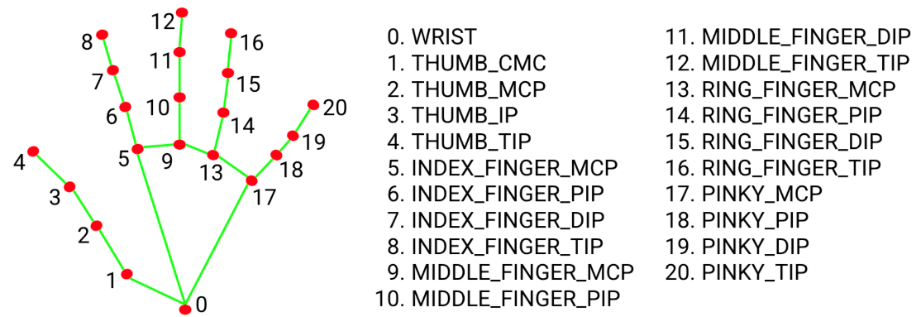 12
8
16
11
7
15
10
6
20
14
4
5
9
19
13
18
3
17
2
1
0
0. WRIST
1. THUMB_CMC
2. THUMB_MCP
3. THUMB_IP
4. THUMB_TIP
5. INDEX_FINGER_MCP
6. INDEX_FINGER_PIP
7. INDEX_FINGER_DIP
8. INDEX_FINGER_TIP
9. MIDDLE_FINGER_MCP
10. MIDDLE_FINGER_PIP
11. MIDDLE_FINGER_DIP
12. MIDDLE_FINGER_TIP
13. RING_FINGER_MCP
14. RING_FINGER_PIP
15. RING_FINGER_DIP
16. RING_FINGER_TIP
17. PINKY_MCP
18. PINKY_PIP
19. PINKY_DIP
20. PINKY_TIP